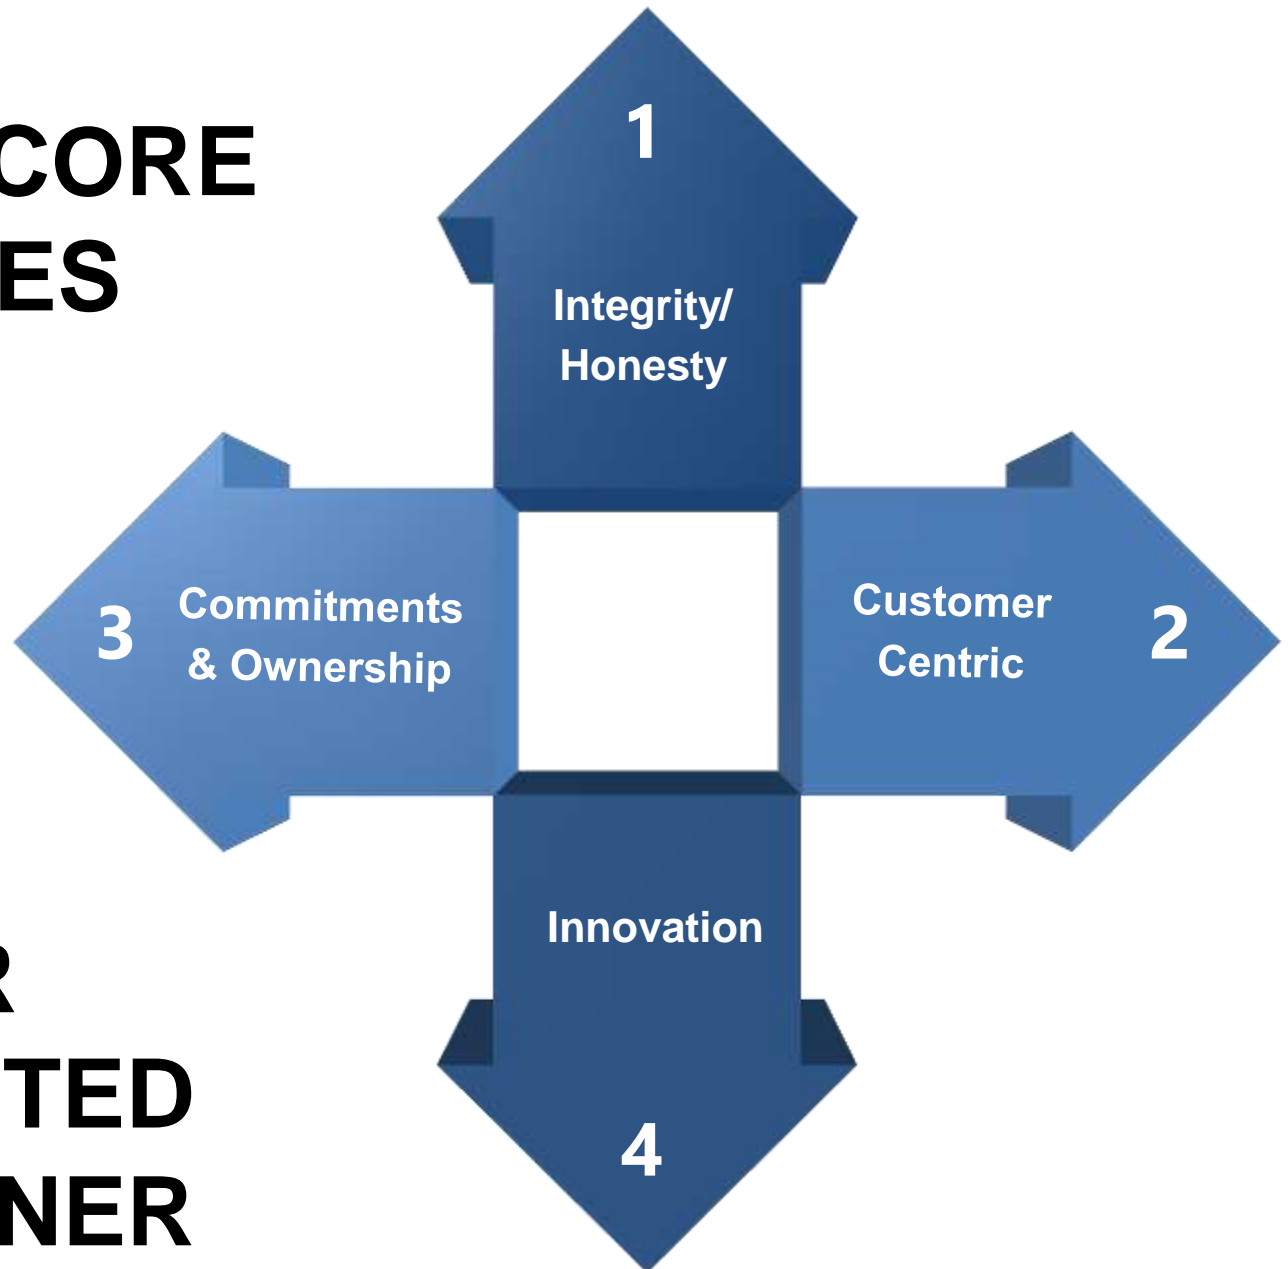 CORE
ES
1
Integrity/
Honesty
3
Commitments
& Ownership
Customer
Centric
2
Innovation
4
R
TED
NER